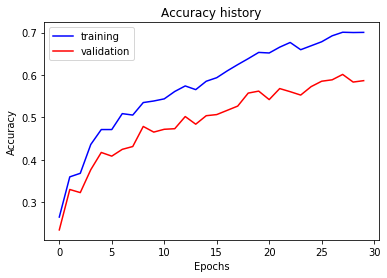 Accuracy history
training
validation
Accuracy
0.7
0.6
0.5
0.4
0.3
0 5 10 15 20 25 30
Epochs